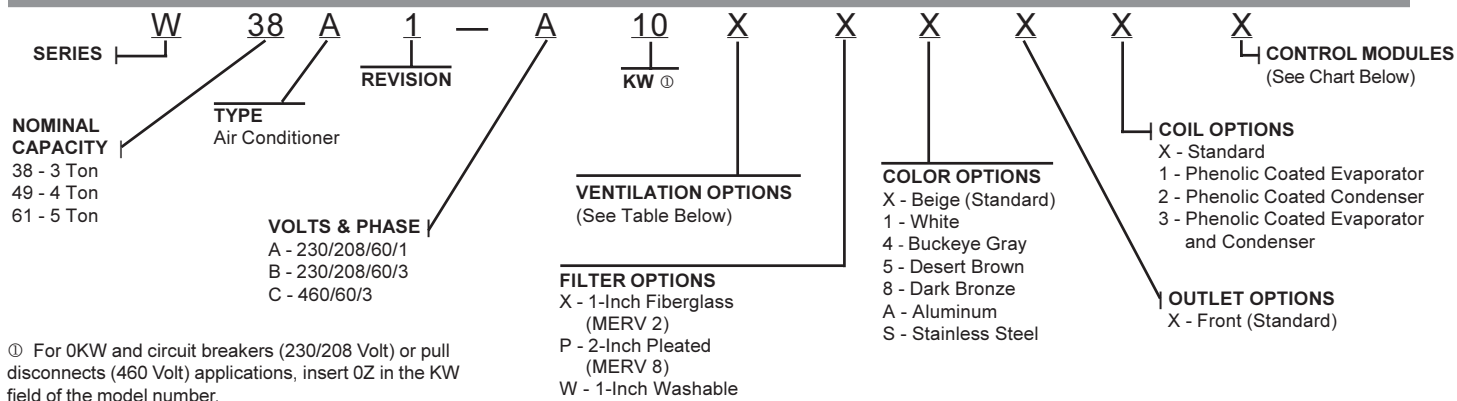 W 38 A 1 — A 10 X X X X X X
SERIES
NOMINAL
CAPACITY
38 - 3 Ton
49 - 4 Ton
61 - 5 Ton
TYPE
Air Conditioner
REVISION
VOLTS & PHASE
A - 230/208/60/1
B - 230/208/60/3
C - 460/60/3
KW ①
VENTILATION OPTIONS
(See Table Below)
FILTER OPTIONS
X - 1-Inch Fiberglass
(MERV 2)
P - 2-Inch Pleated
(MERV 8)
W - 1-Inch Washable
COLOR OPTIONS
X - Beige (Standard)
1 - White
4 - Buckeye Gray
5 - Desert Brown
8 - Dark Bronze
A - Aluminum
S - Stainless Steel
OUTLET OPTIONS
X - Front (Standard)
COIL OPTIONS
X - Standard
1 - Phenolic Coated Evaporator
2 - Phenolic Coated Condenser
3 - Phenolic Coated Evaporator
and Condenser
CONTROL MODULES
(See Chart Below)
① For 0KW and circuit breakers (230/208 Volt) or pull
disconnects (460 Volt) applications, insert 0Z in the KW
field of the model number.